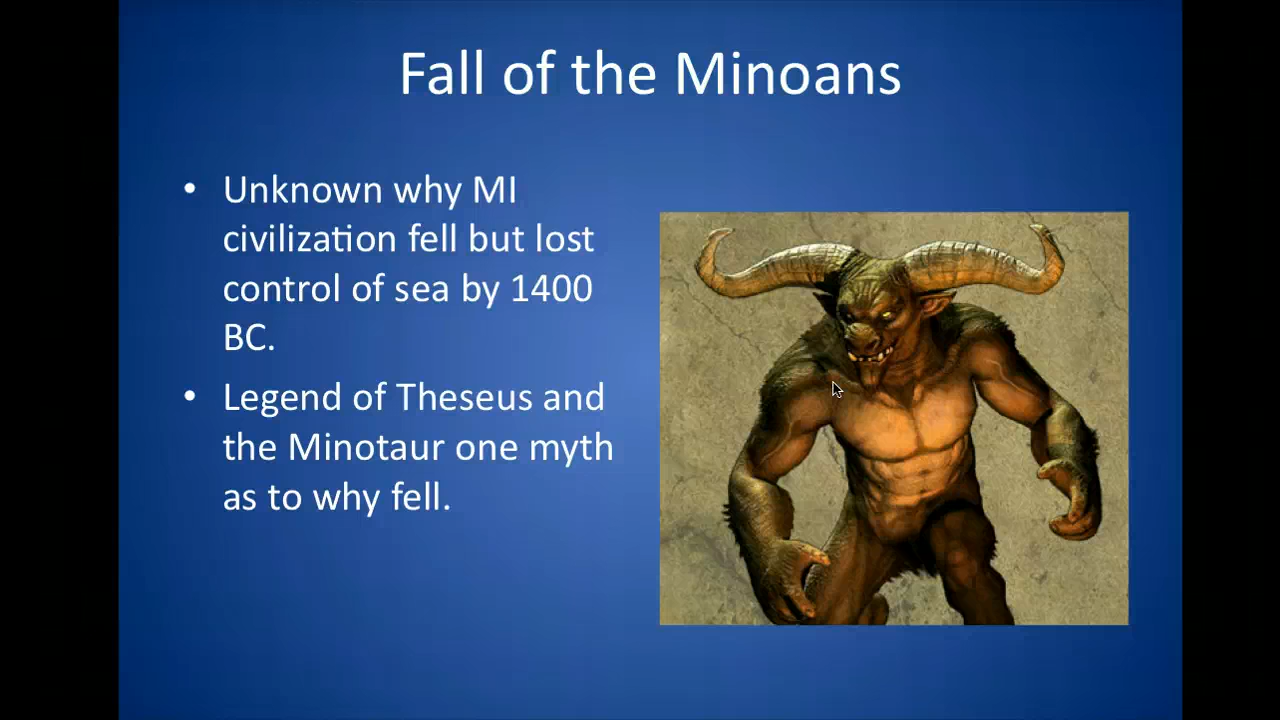 Fall of the Minoans
• Unknown why MI
civilization fell but lost
control of sea by 1400
BC.
• Legend of Theseus and
the Minotaur one myth
as to why fell.